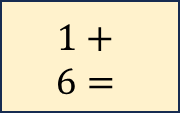 1 +
6 =